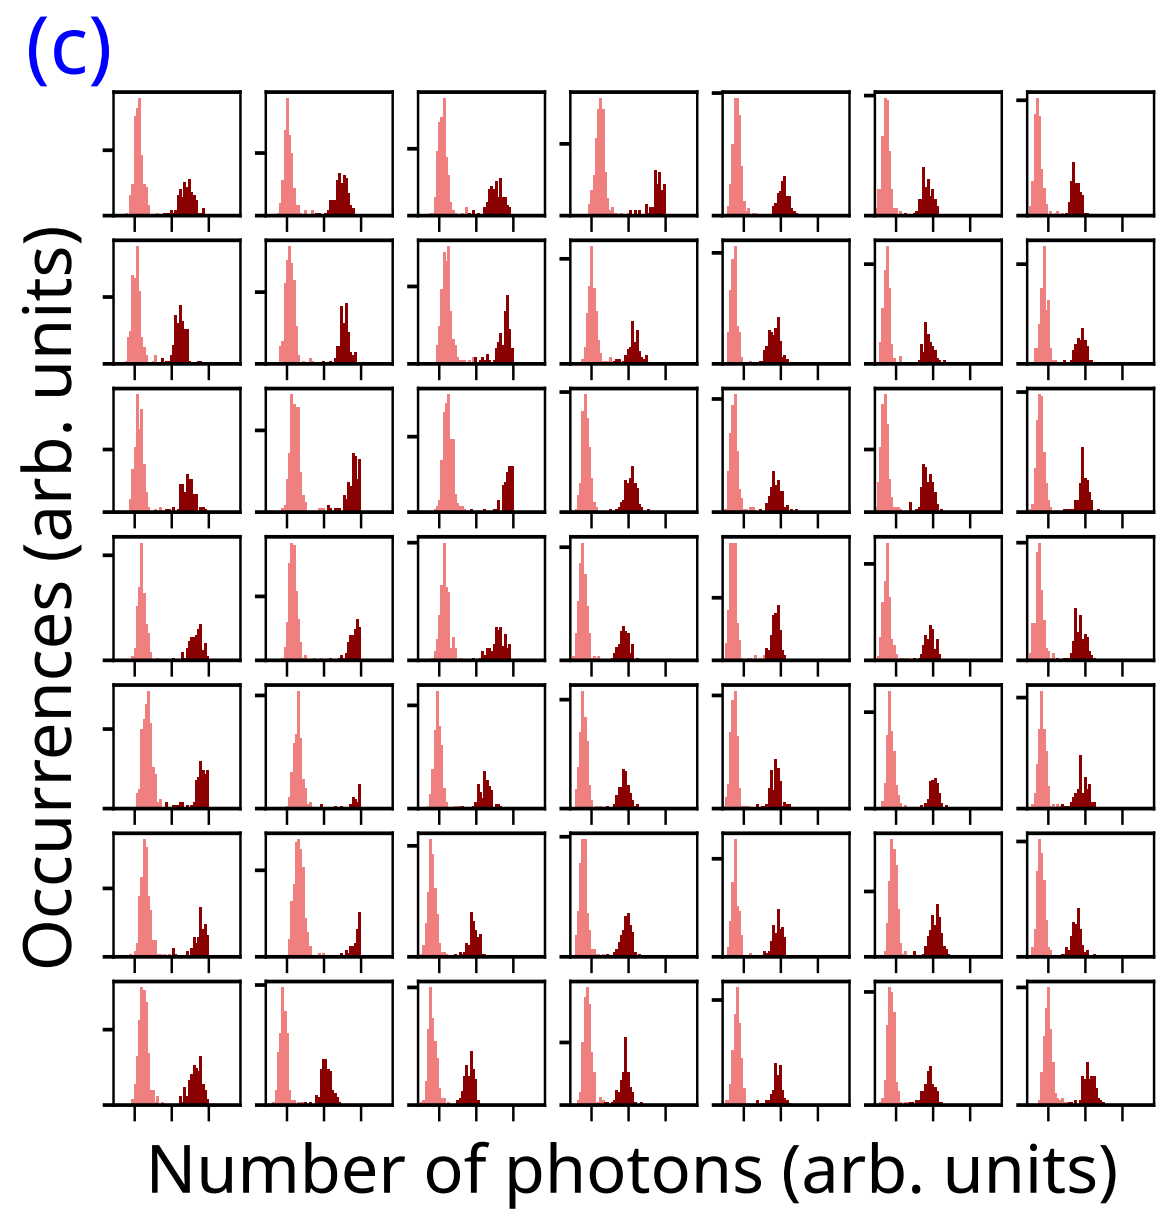 (c)
Occurrences (arb. units)
Number of photons (arb. units)